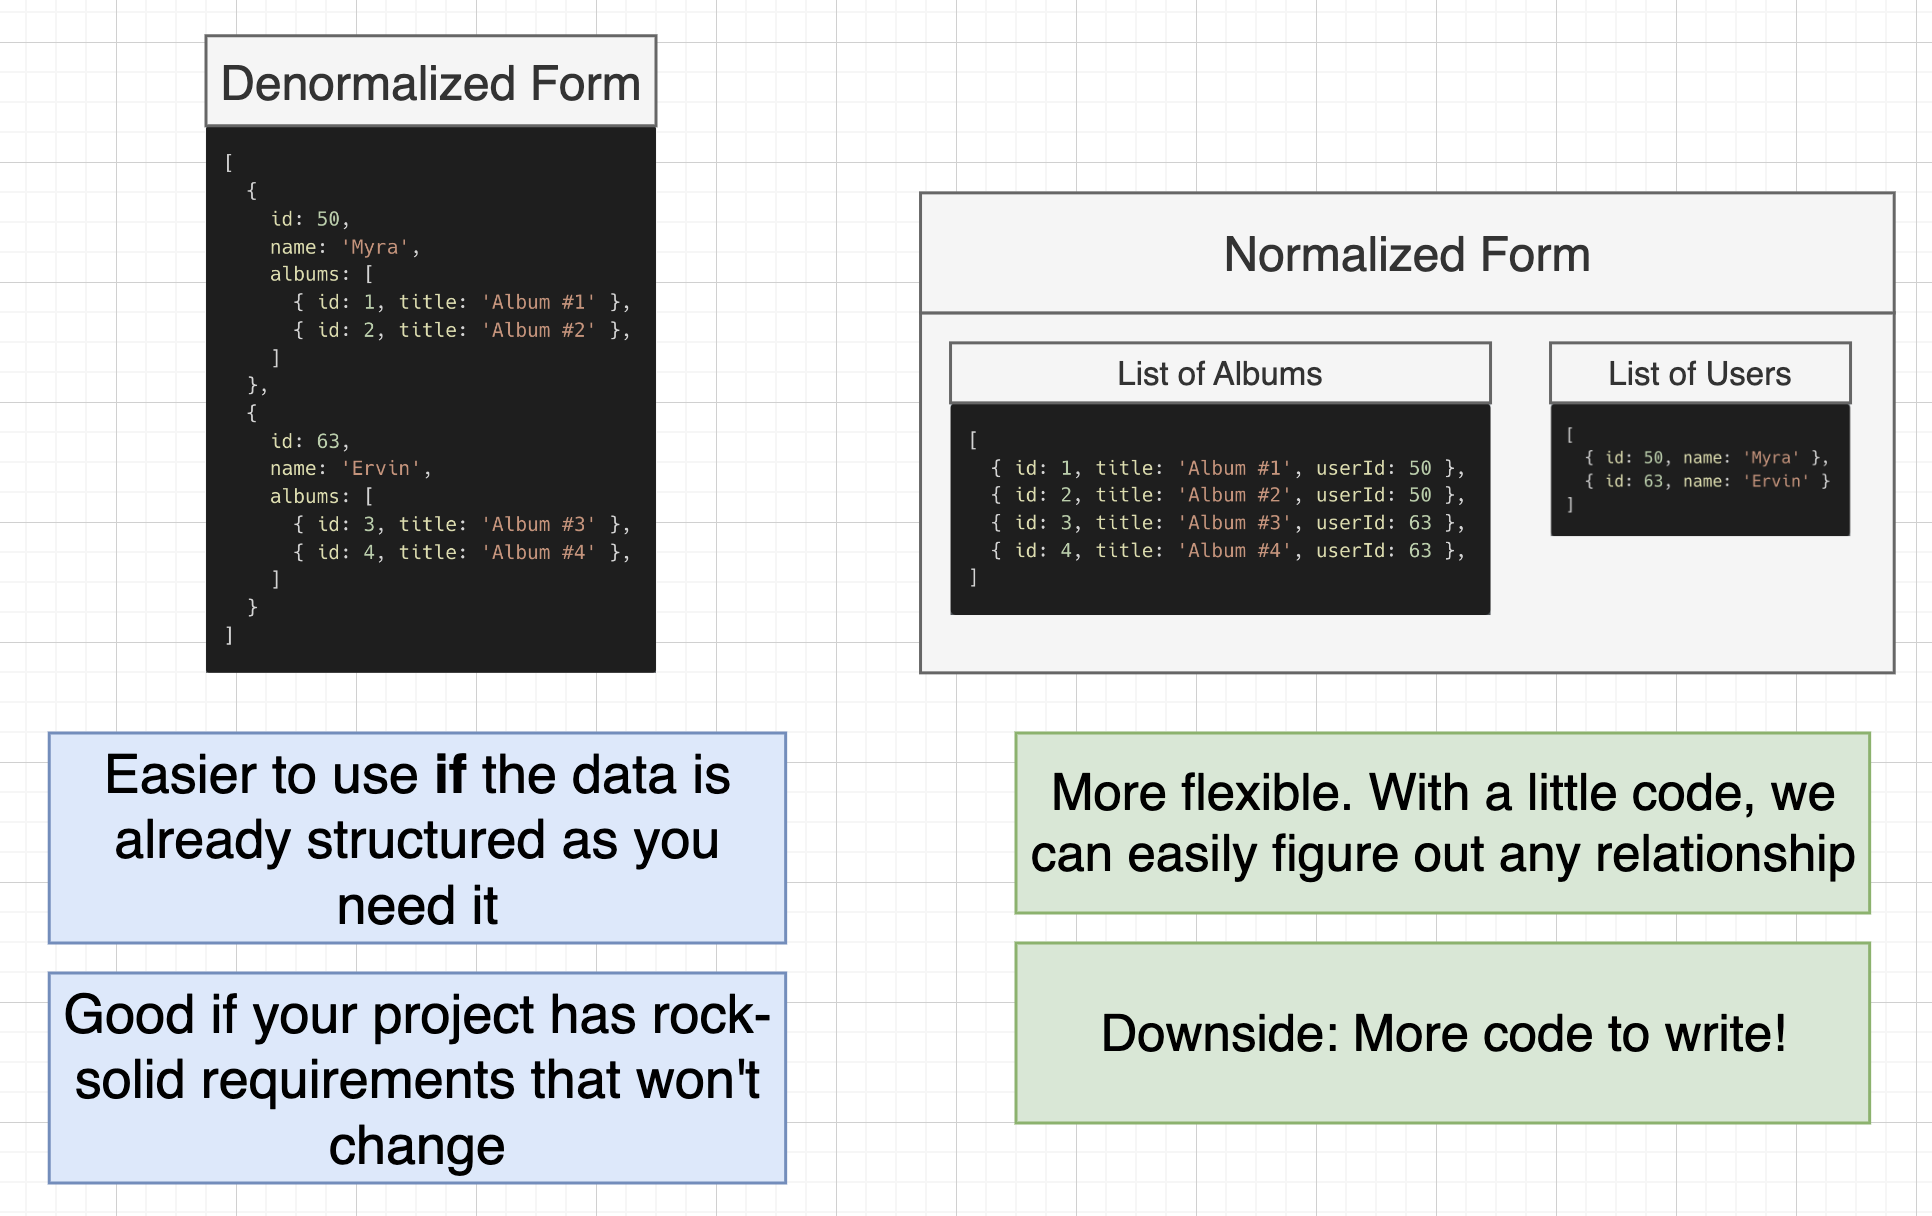 Denormalized Form
[
  {
    id: 50,
    name: 'Myra',
    albums: [
      { id: 1, title: 'Album #1' },
      { id: 2, title: 'Album #2' },
    ]
  },
  {
    id: 63,
    name: 'Ervin',
    albums: [
      { id: 3, title: 'Album #3' },
      { id: 4, title: 'Album #4' },
    ]
  }
]
Easier to use if the data is
already structured as you
need it
Good if your project has rock-
solid requirements that won't
change
Normalized Form
List of Albums
[
  { id: 1, title: 'Album #1', userId: 50 },
  { id: 2, title: 'Album #2', userId: 50 },
  { id: 3, title: 'Album #3', userId: 63 },
  { id: 4, title: 'Album #4', userId: 63 },
]
List of Users
[
  { id: 50, name: 'Myra' },
  { id: 63, name: 'Ervin' }
]
More flexible. With a little code, we
can easily figure out any relationship
Downside: More code to write!